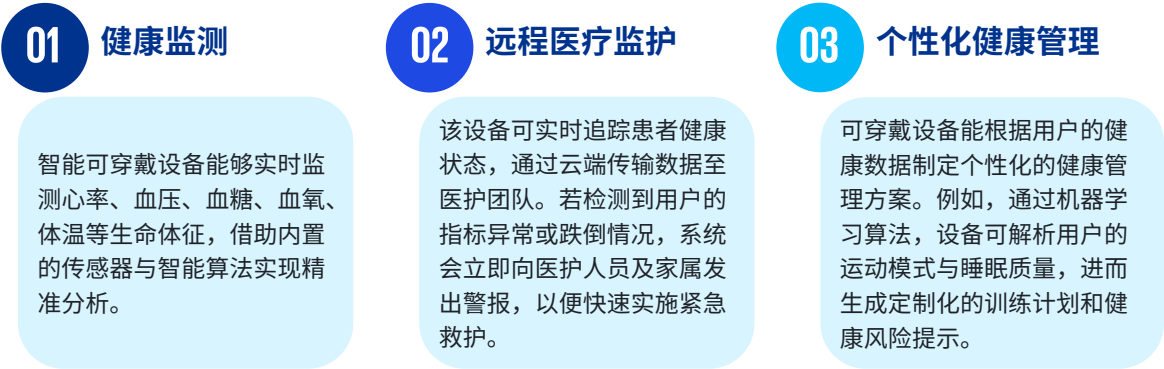 01 健康监测
智能可穿戴设备能够实时监
测心率、血压、血糖、血氧、
体温等生命体征，借助内置
的传感器与智能算法实现精
准分析。
02 远程医疗监护
该设备可实时追踪患者健康
状态，通过云端传输数据至
医护团队。若检测到用户的
指标异常或跌倒情况，系统
会立即向医护人员及家属发
出警报，以便快速实施紧急
救护。
03 个性化健康管理
可穿戴设备能根据用户的健
康数据制定个性化的健康管
理方案。例如，通过机器学
习算法，设备可解析用户的
运动模式与睡眠质量，进而
生成定制化的训练计划和健
康风险提示。